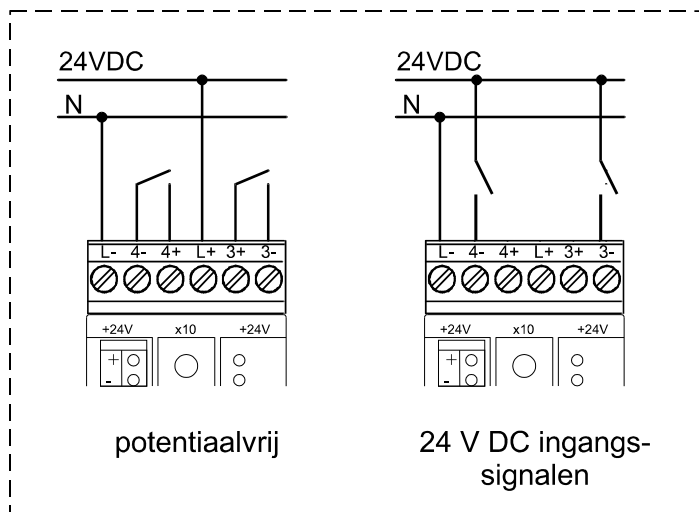 24VDC
N
L- 4- 4+ L+ 3+ 3-
+24V x10 +24V
+
-
potentiaalvrij
24VDC
N
L- 4- 4+ L+ 3+ 3-
+24V x10 +24V
+
-
24 V DC ingangs-
signalen